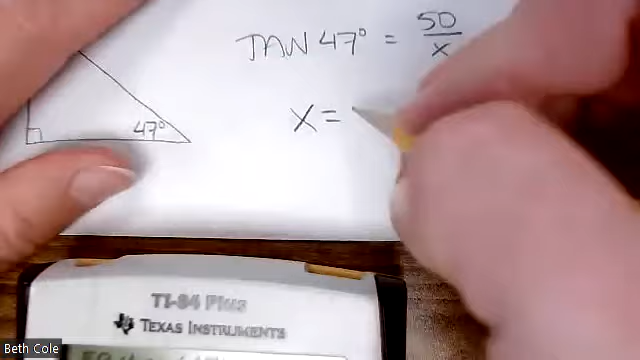 TAN 47° = 50/x
47°
x =
TI-84 Plus
TEXAS INSTRUMENTS
Beth Cole